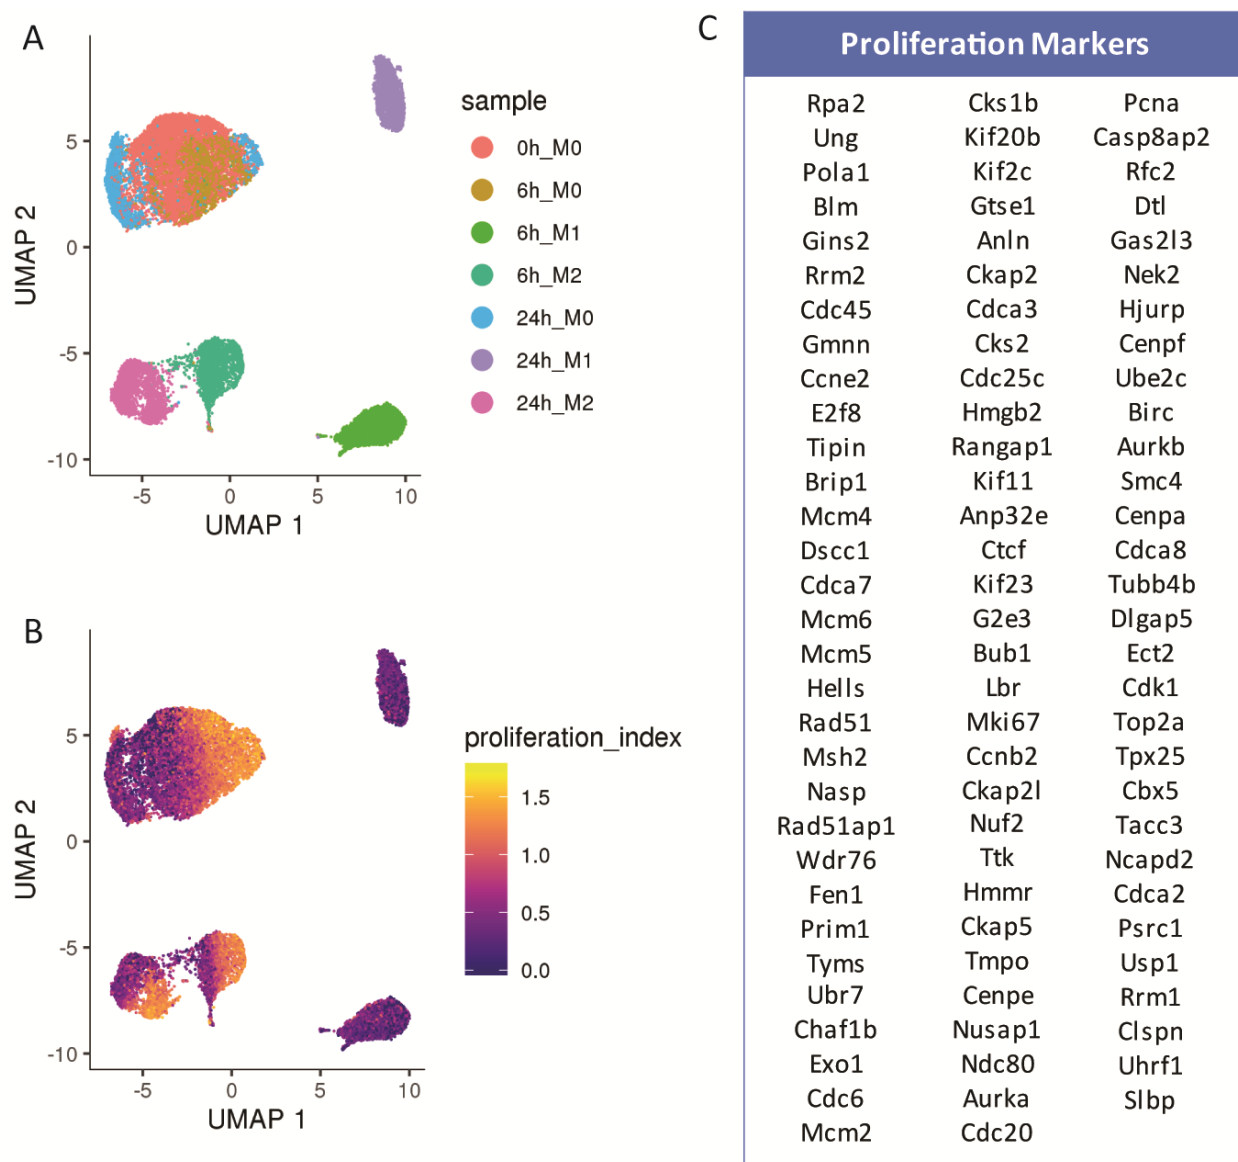 A
5
0
-5
-10
UMAP 2
-5
0
5
10
UMAP 1
sample
0h_M0
6h_M0
6h_M1
6h_M2
24h_M0
24h_M1
24h_M2
B
5
0
-5
-10
UMAP 2
-5
0
5
10
UMAP 1
proliferation_index
1.5
1.0
0.5
0.0
C
Proliferation Markers
Rpa2 Cks1b Pcna
Ung Kif20b Casp8ap2
Pola1 Kif2c Rfc2
Blm Gtse1 Dtl
Gins2 Anln Gas2l3
Rrm2 Ckap2 Nek2
Cdc45 Cdca3 Hjurp
Gmnn Cks2 Cenpf
Ccne2 Cdc25c Ube2c
E2f8 Hmgb2 Birc
Tipin Rangap1 Aurkb
Brip1 Kif11 Smc4
Mcm4 Anp32e Cenpa
Dscc1 Ctcf Cdca8
Cdca7 Kif23 Tubb4b
Mcm6 G2e3 Dlgap5
Mcm5 Bub1 Ect2
Hells Lbr Cdk1
Rad51 Mki67 Top2a
Msh2 Ccnb2 Tpx25
Nasp Ckap2l Cbx5
Rad51ap1 Nuf2 Tacc3
Wdr76 Ttk Ncapd2
Fen1 Hmmr Cdca2
Prim1 Ckap5 Psrc1
Tyms Tmpo Usp1
Ubr7 Cenpe Rrm1
Chaf1b Nusap1 Clspn
Exo1 Ndc80 Uhrf1
Cdc6 Aurka Slbp
Mcm2 Cdc20